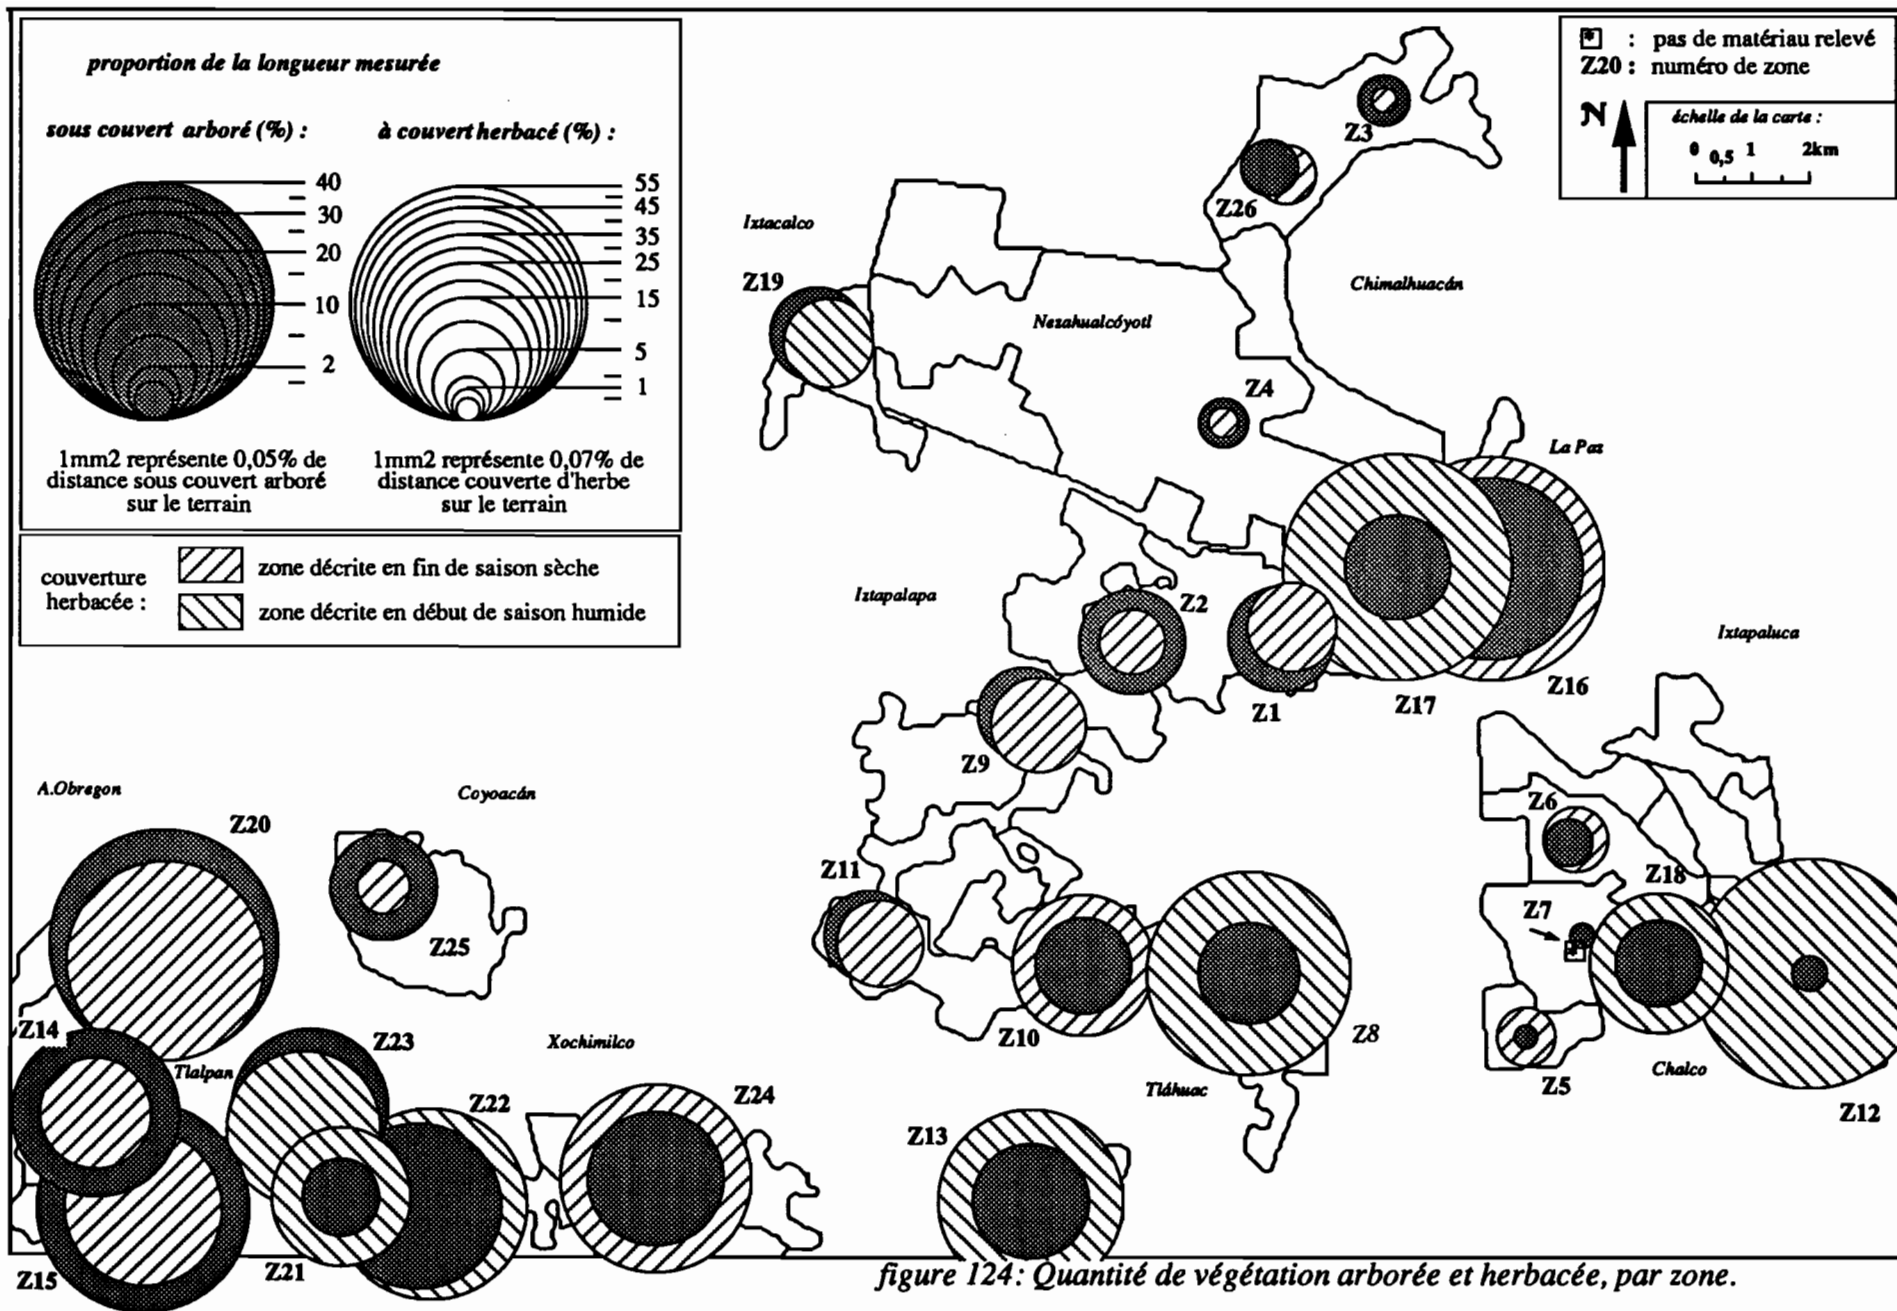 proportion de la longueur mesurée
sous couvert arboré (%) :
à couvert herbacé (%) :
40
30
20
10
2
55
45
35
25
15
5
1
1mm2 représente 0,05% de
distance sous couvert arboré
sur le terrain
1mm2 représente 0,07% de
distance couverte d'herbe
sur le terrain
couverture
herbacée :
zone décrite en fin de saison sèche
zone décrite en début de saison humide
* : pas de matériau relevé
Z20 : numéro de zone
N
échelle de la carte :
0 0,5 1 2km
Z3
Z26
Ixtacalco
Z19
Chimalhuacán
Nezahualcóyotl
Z4
La Paz
Iztapalapa
Z2
Ixtapaluca
Z16
Z17
Z1
Z9
A.Obregon
Coyoacán
Z20
Z6
Z11
Z18
Z7
Z25
Z14
Z23
Xochimilco
Z10
Z8
Tlalpan
Tláhuac
Z5
Chalco
Z12
Z22
Z24
Z13
Z15
Z21
figure 124: Quantité de végétation arborée et herbacée, par zone.